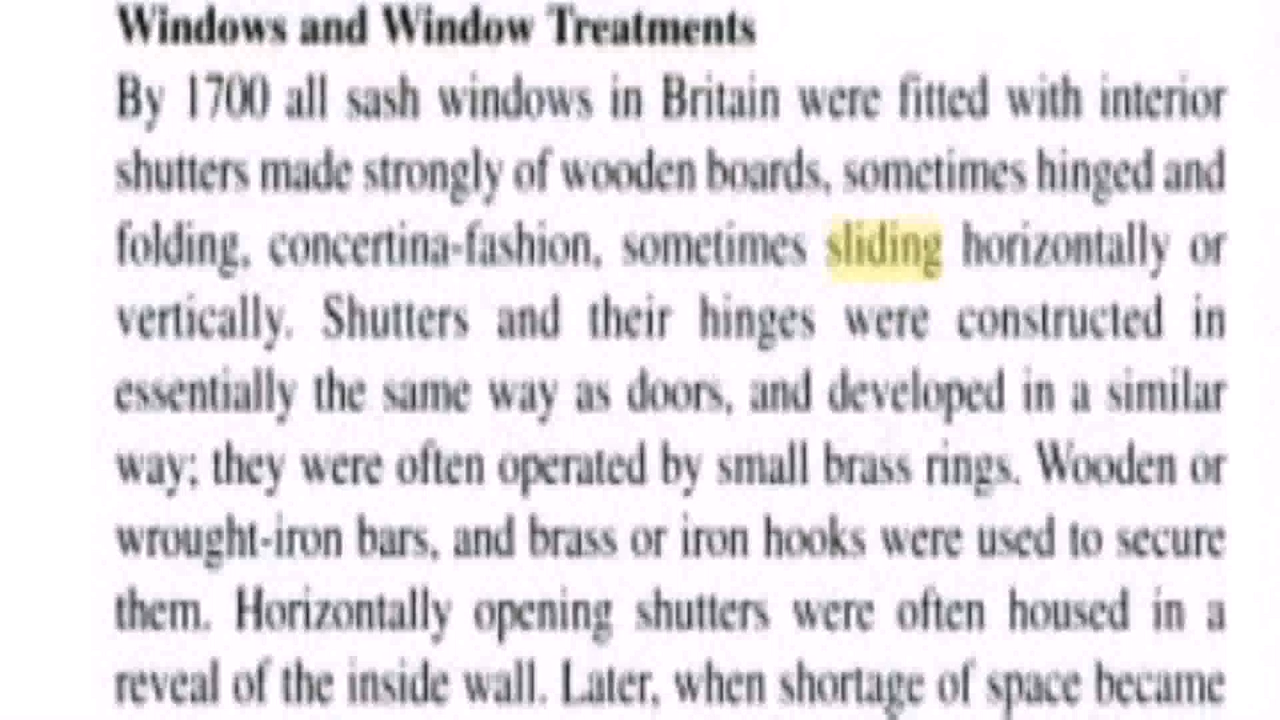 Windows and Window Treatments
By 1700 all sash windows in Britain were fitted with interior
shutters made strongly of wooden boards, sometimes hinged and
folding, concertina-fashion, sometimes sliding horizontally or
vertically. Shutters and their hinges were constructed in
essentially the same way as doors, and developed in a similar
way; they were often operated by small brass rings. Wooden or
wrought-iron bars, and brass or iron hooks were used to secure
them. Horizontally opening shutters were often housed in a
reveal of the inside wall. Later, when shortage of space became